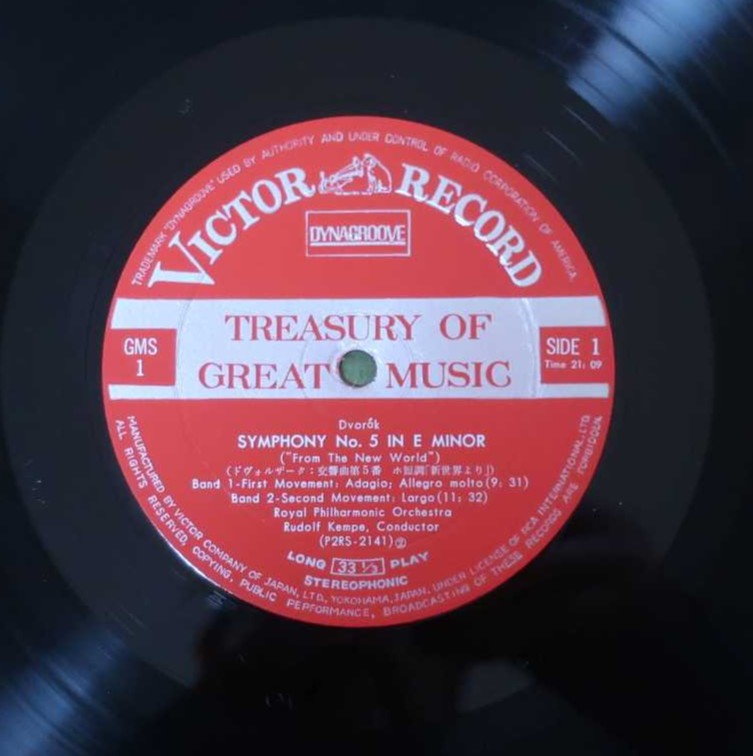 TRADEMARK "DYNAGROOVE" USED BY AUTHORITY AND UNDER CONTROL OF RADIO CORPORATION OF AMERICA.
VICTOR RECORD
DYNAGROOVE
TREASURY OF
GREAT MUSIC
GMS
1
SIDE 1
Time 21: 09
Dvořák
SYMPHONY No. 5 IN E MINOR
("From The New World")
(ドヴォルザーク: 交響曲第5番 ホ短調「新世界より」)
Band 1-First Movement: Adagio; Allegro molto(9: 31)
Band 2-Second Movement: Largo(11: 32)
Royal Philharmonic Orchestra
Rudolf Kempe, Conductor
(P2RS-2141)②
LONG 33 1/3 PLAY
STEREOPHONIC
MANUFACTURED BY VICTOR COMPANY OF JAPAN, LTD., YOKOHAMA, JAPAN, UNDER LICENSE OF RCA INTERNATIONAL, LTD
ALL RIGHTS RESERVED, COPYING, PUBLIC PERFORMANCE, BROADCASTING OF THESE RECORDS ARE FORBIDDEN.